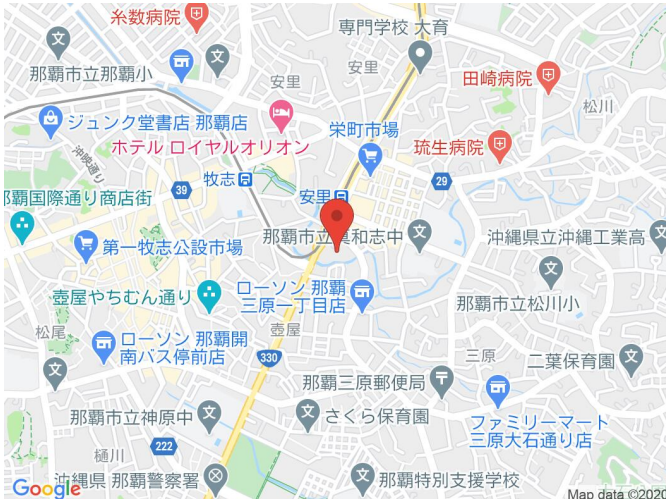 糸数病院
専門学校 大育
那覇市立那覇小
安里
安里
田崎病院
松川
ジュンク堂書店 那覇店
栄町市場
沖映通り
ホテル ロイヤルオリオン
琉生病院
牧志
39
29
安里
那覇国際通り商店街
那覇市立真和志中
沖縄県立沖縄工業高
第一牧志公設市場
壺屋やちむん通り
ローソン 那覇
三原一丁目店
那覇市立松川小
松尾
壺屋
ローソン 那覇開
南バス停前店
330
三原
二葉保育園
那覇三原郵便局
那覇市立神原中
さくら保育園
ファミリーマート
三原大石通り店
222
樋川
沖縄県 那覇警察署
那覇特別支援学校
Google
Map data ©2020